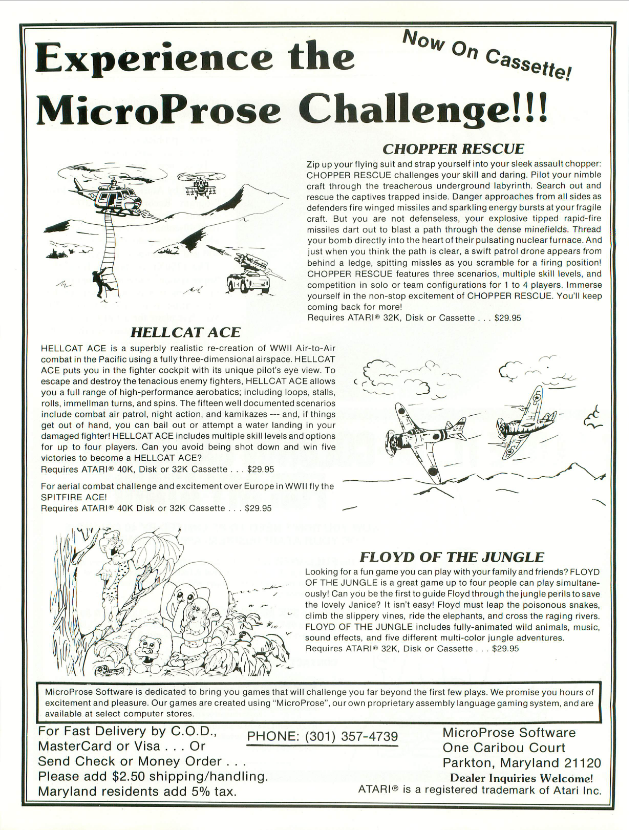 Experience the
Now On Cassette!
MicroProse Challenge!!!
CHOPPER RESCUE
Zip up your flying suit and strap yourself into your sleek assault chopper:
CHOPPER RESCUE challenges your skill and daring. Pilot your nimble
craft through the treacherous underground labyrinth. Search out and
rescue the captives trapped inside. Danger approaches from all sides as
defenders fire winged missiles and sparkling energy bursts at your fragile
craft. But you are not defenseless, your explosive tipped rapid-fire
missiles dart out to blast a path through the dense minefields. Thread
your bomb directly into the heart of their pulsating nuclear furnace. And
just when you think the path is clear, a swift patrol drone appears from
behind a ledge, spitting missles as you scramble for a firing position!
CHOPPER RESCUE features three scenarios, multiple skill levels, and
competition in solo or team configurations for 1 to 4 players. Immerse
yourself in the non-stop excitement of CHOPPER RESCUE. You'll keep
coming back for more!
Requires ATARI® 32K, Disk or Cassette . . . $29.95
HELLCAT ACE
HELLCAT ACE is a superbly realistic re-creation of WWII Air-to-Air
combat in the Pacific using a fully three-dimensional airspace. HELLCAT
ACE puts you in the fighter cockpit with its unique pilot's eye view. To
escape and destroy the tenacious enemy fighters, HELLCAT ACE allows
you a full range of high-performance aerobatics; including loops, stalls,
rolls, immelman turns, and spins. The fifteen well documented scenarios
include combat air patrol, night action, and kamikazes --- and, if things
get out of hand, you can bail out or attempt a water landing in your
damaged fighter! HELLCAT ACE includes multiple skill levels and options
for up to four players. Can you avoid being shot down and win five
victories to become a HELLCAT ACE?
Requires ATARI® 40K, Disk or 32K Cassette . . . $29.95
For aerial combat challenge and excitement over Europe in WWII fly the
SPITFIRE ACE!
Requires ATARI® 40K Disk or 32K Cassette . . . $29.95
FLOYD OF THE JUNGLE
Looking for a fun game you can play with your family and friends? FLOYD
OF THE JUNGLE is a great game up to four people can play simultane-
ously! Can you be the first to guide Floyd through the jungle perils to save
the lovely Janice? It isn't easy! Floyd must leap the poisonous snakes,
climb the slippery vines, ride the elephants, and cross the raging rivers.
FLOYD OF THE JUNGLE includes fully-animated wild animals, music,
sound effects, and five different multi-color jungle adventures.
Requires ATARI® 32K, Disk or Cassette . . . $29.95
MicroProse Software is dedicated to bring you games that will challenge you far beyond the first few plays. We promise you hours of
excitement and pleasure. Our games are created using "MicroProse", our own proprietary assembly language gaming system, and are
available at select computer stores.
For Fast Delivery by C.O.D.,
MasterCard or Visa . . . Or
Send Check or Money Order . . .
Please add $2.50 shipping/handling.
Maryland residents add 5% tax.
PHONE: (301) 357-4739
MicroProse Software
One Caribou Court
Parkton, Maryland 21120
Dealer Inquiries Welcome!
ATARI® is a registered trademark of Atari Inc.